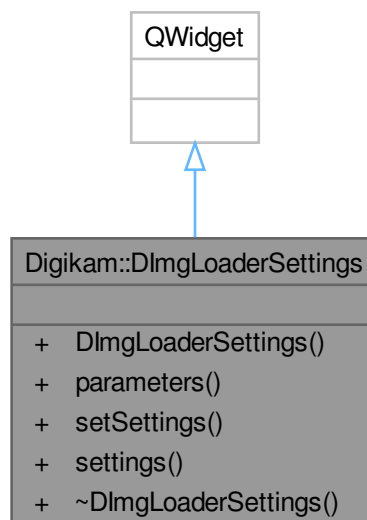 QWidget
Digikam::DImgLoaderSettings
+ DImgLoaderSettings()
+ parameters()
+ setSettings()
+ settings()
+ ~DImgLoaderSettings()